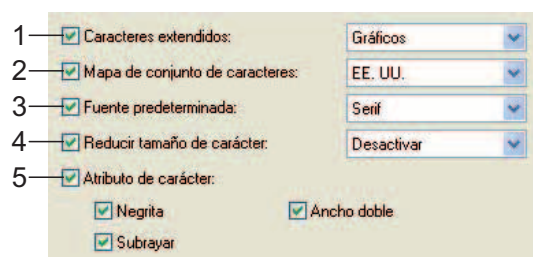 1 Caracteres extendidos: Gráficos
2 Mapa de conjunto de caracteres: EE. UU.
3 Fuente predeterminada: Serif
4 Reducir tamaño de carácter: Desactivar
5 Atributo de carácter:
Negrita Ancho doble
Subrayar